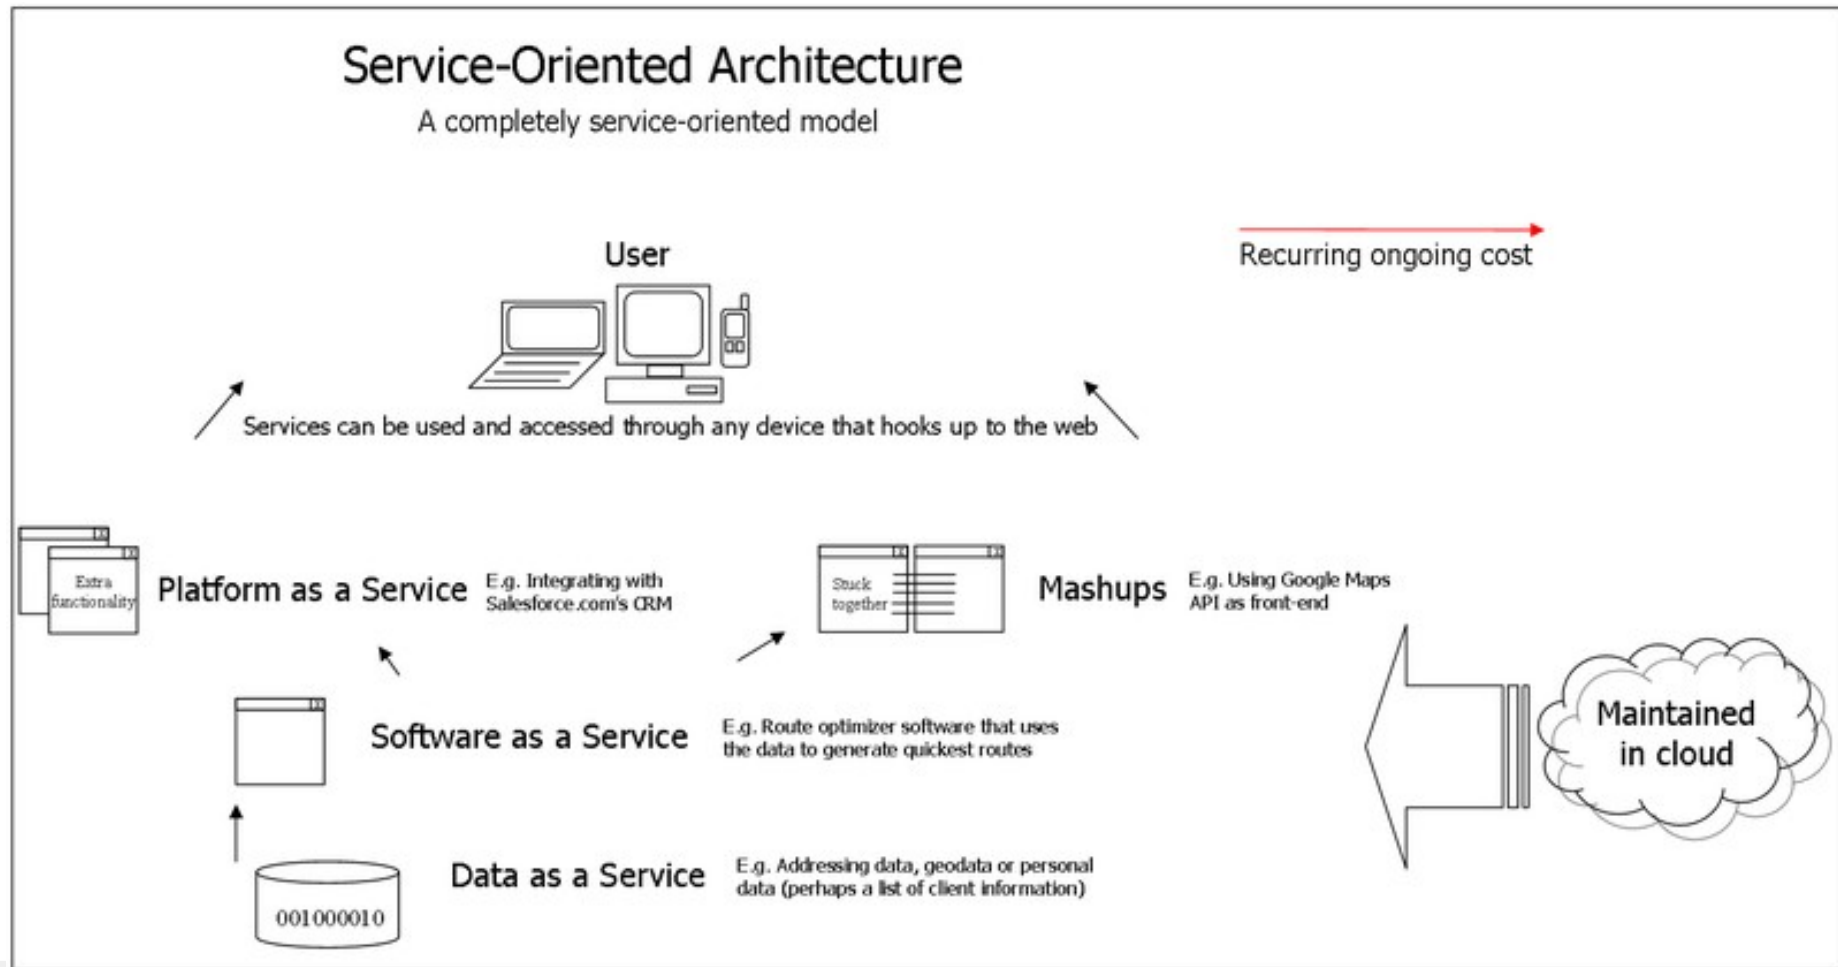 Service-Oriented Architecture
A completely service-oriented model
Recurring ongoing cost
User
Services can be used and accessed through any device that hooks up to the web
Extra
functionality
Platform as a Service
E.g. Integrating with
Salesforce.com's CRM
Stuck
together
Mashups
E.g. Using Google Maps
API as front-end
Software as a Service
E.g. Route optimizer software that uses
the data to generate quickest routes
Maintained
in cloud
Data as a Service
E.g. Addressing data, geodata or personal
data (perhaps a list of client information)
001000010